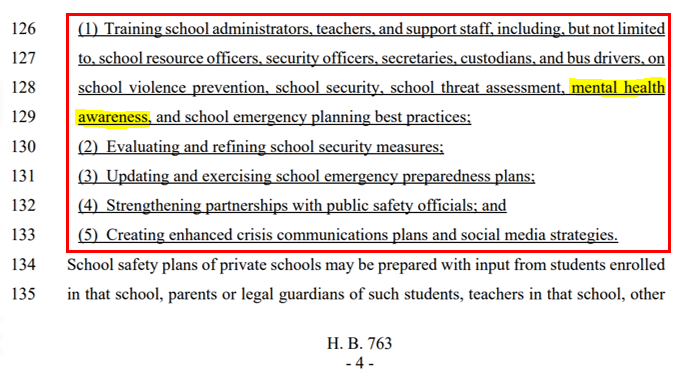 126 (1) Training school administrators, teachers, and support staff, including, but not limited
127 to, school resource officers, security officers, secretaries, custodians, and bus drivers, on
128 school violence prevention, school security, school threat assessment, mental health
129 awareness, and school emergency planning best practices;
130 (2) Evaluating and refining school security measures;
131 (3) Updating and exercising school emergency preparedness plans;
132 (4) Strengthening partnerships with public safety officials; and
133 (5) Creating enhanced crisis communications plans and social media strategies.
134 School safety plans of private schools may be prepared with input from students enrolled
135 in that school, parents or legal guardians of such students, teachers in that school, other
H. B. 763
- 4 -